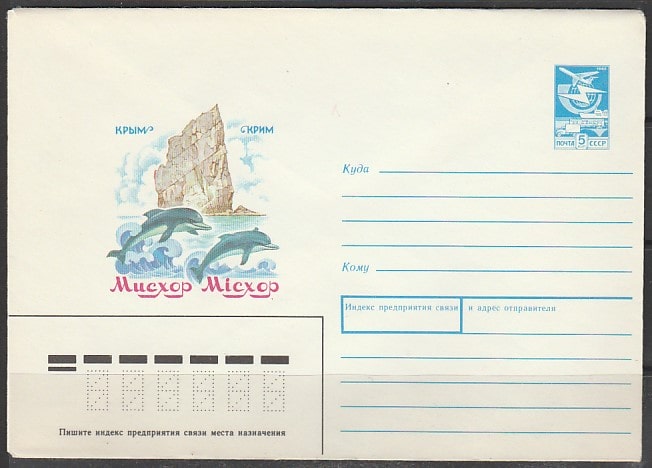 КРЫМ КРИМ
Мисхор Місхор
ПОЧТА 5 К СССР
Куда
Кому
Индекс предприятия связи и адрес отправителя
Пишите индекс предприятия связи места назначения